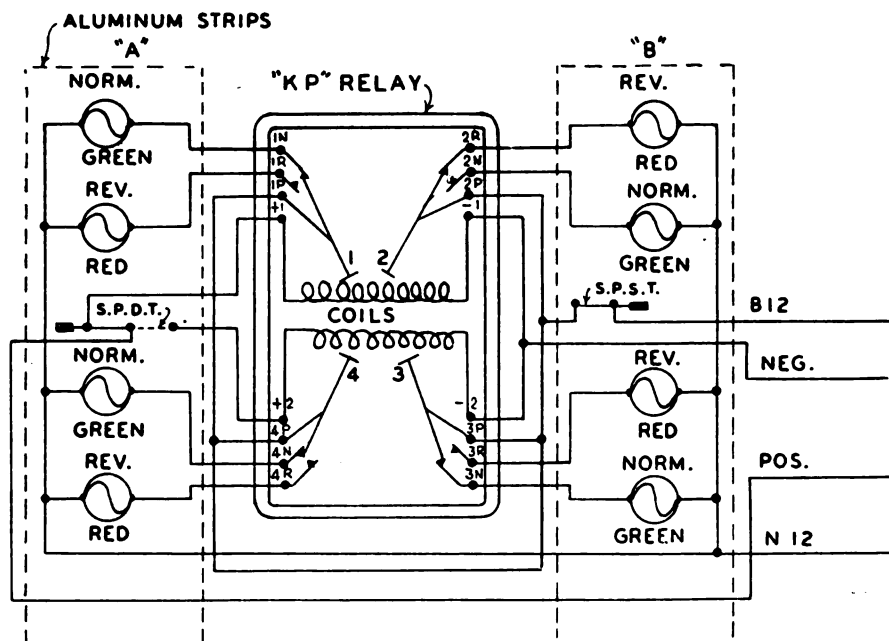 ALUMINUM STRIPS
"A"
"B"
"KP" RELAY
NORM.
GREEN
REV.
RED
S.P.D.T.
NORM.
GREEN
REV.
RED
1N
1R
1P
+1
2R
2N
2P
-1
1 2
COILS
4 3
+2
4P
4N
4R
-2
3P
3R
3N
REV.
RED
NORM.
GREEN
S.P.S.T.
REV.
RED
NORM.
GREEN
B12
NEG.
POS.
N 12